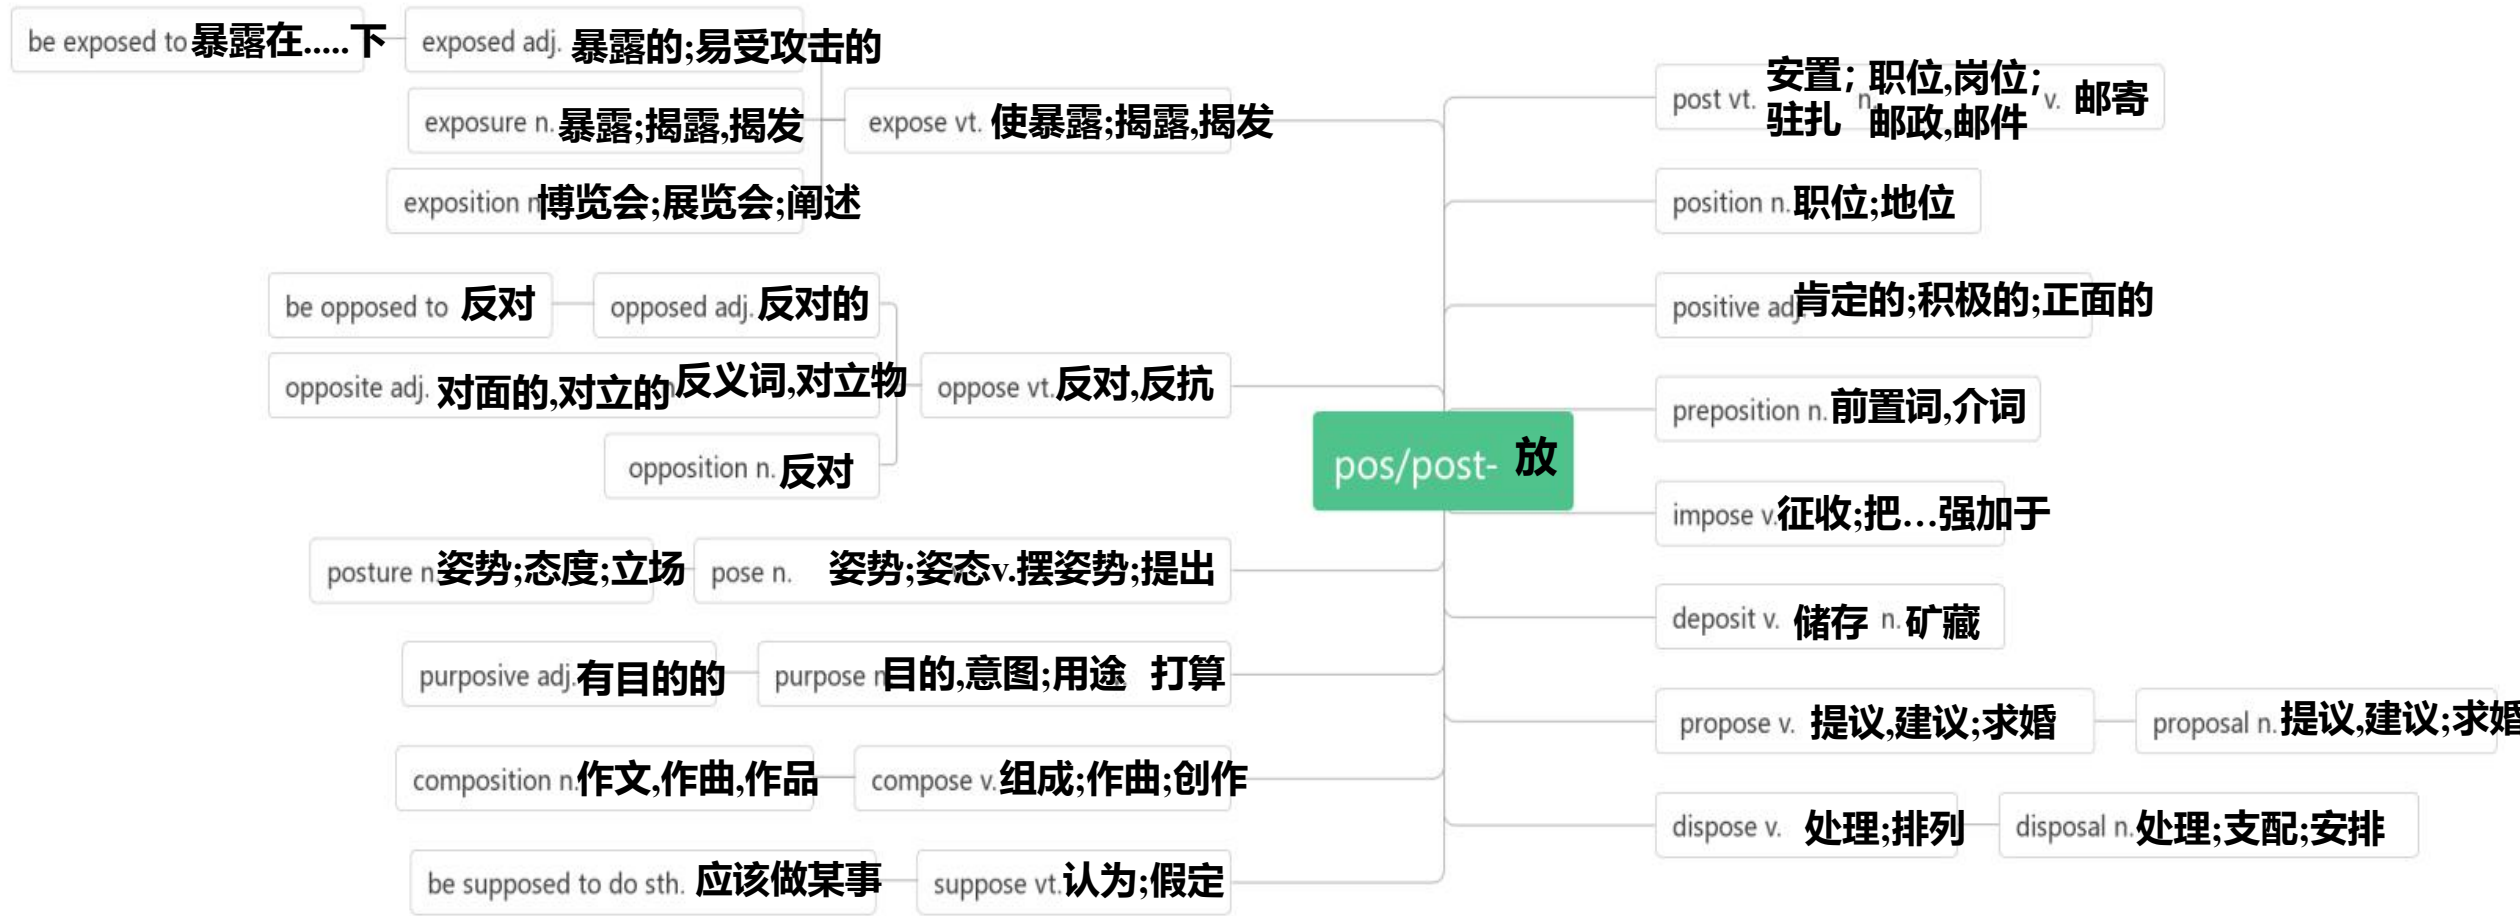 be exposed to 暴露在.....下
exposed adj. 暴露的;易受攻击的
exposure n. 暴露;揭露,揭发
expose vt. 使暴露;揭露,揭发
exposition n 博览会;展览会;阐述
be opposed to 反对
opposed adj. 反对的
opposite adj. 对面的,对立的 反义词,对立物
oppose vt. 反对,反抗
opposition n. 反对
posture n. 姿势;态度;立场
pose n. 姿势;姿态v.摆姿势;提出
purposive adj. 有目的的
purpose n 目的,意图;用途 打算
composition n. 作文,作曲,作品
compose v. 组成;作曲;创作
be supposed to do sth. 应该做某事
suppose vt. 认为;假定
pos/post- 放
post vt. 安置;驻扎 n. 职位,岗位;邮政,邮件 v. 邮寄
position n. 职位;地位
positive adj. 肯定的;积极的;正面的
preposition n. 前置词,介词
impose v. 征收;把…强加于
deposit v. 储存 n. 矿藏
propose v. 提议,建议;求婚
proposal n. 提议,建议;求婚
dispose v. 处理;排列
disposal n. 处理;支配;安排